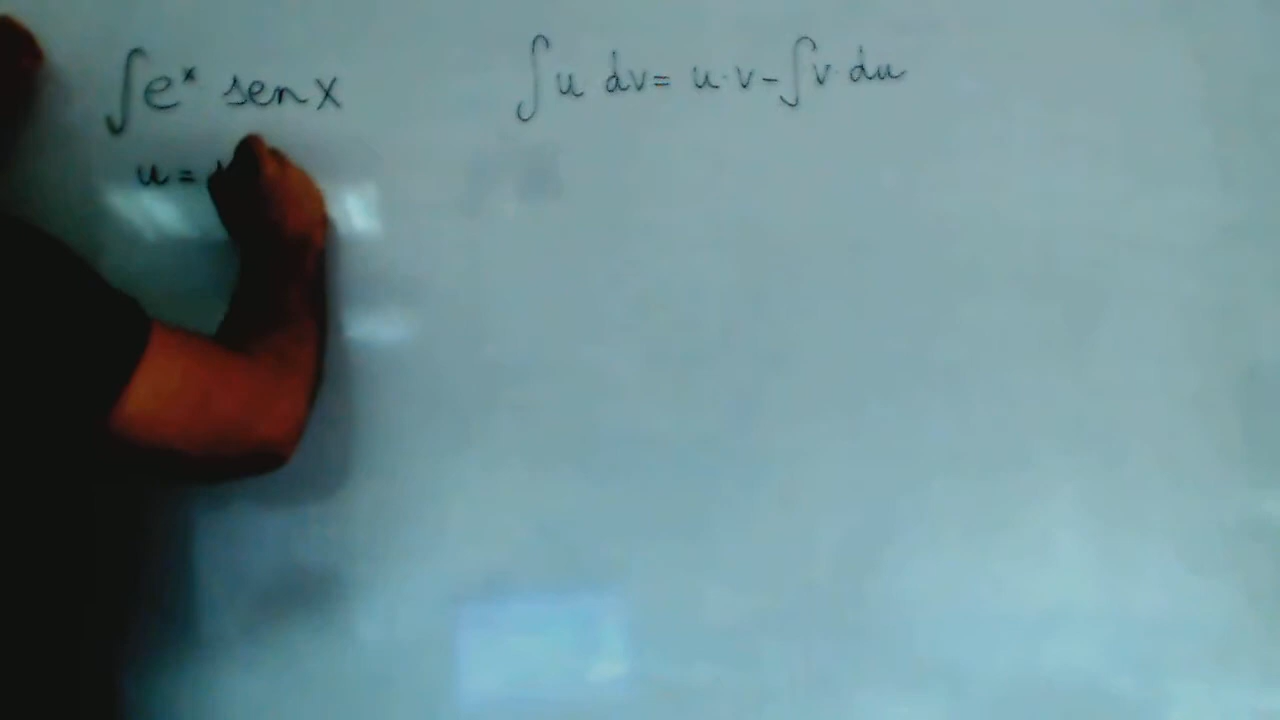 ∫eˣ sen x
∫u dv = u·v - ∫v du
u =